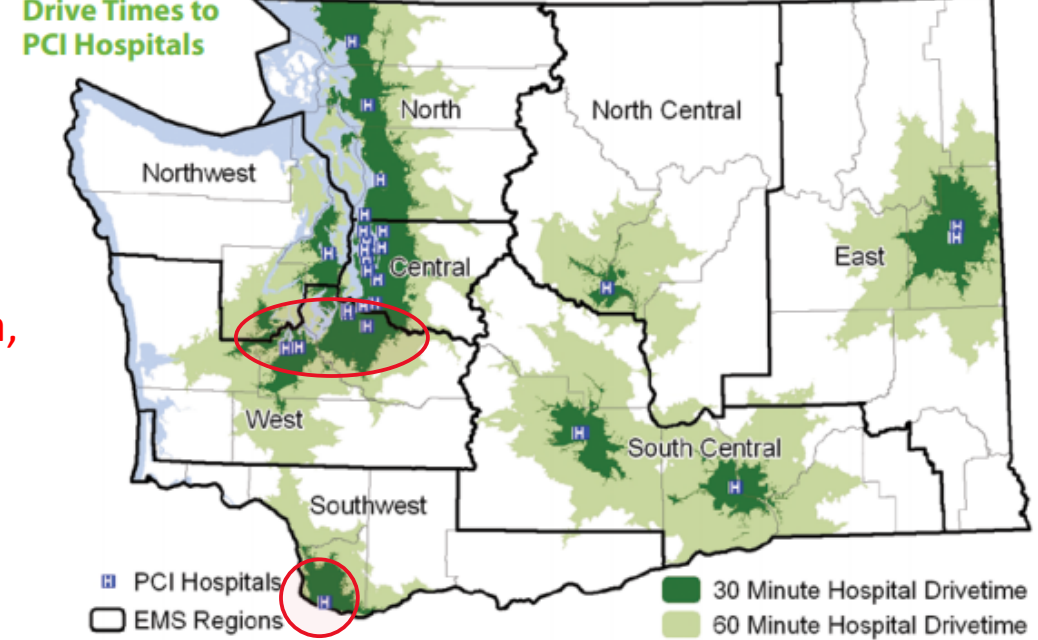 Drive Times to
PCI Hospitals
North
North Central
Northwest
Central
East
West
South Central
Southwest
PCI Hospitals
EMS Regions
30 Minute Hospital Drivetime
60 Minute Hospital Drivetime